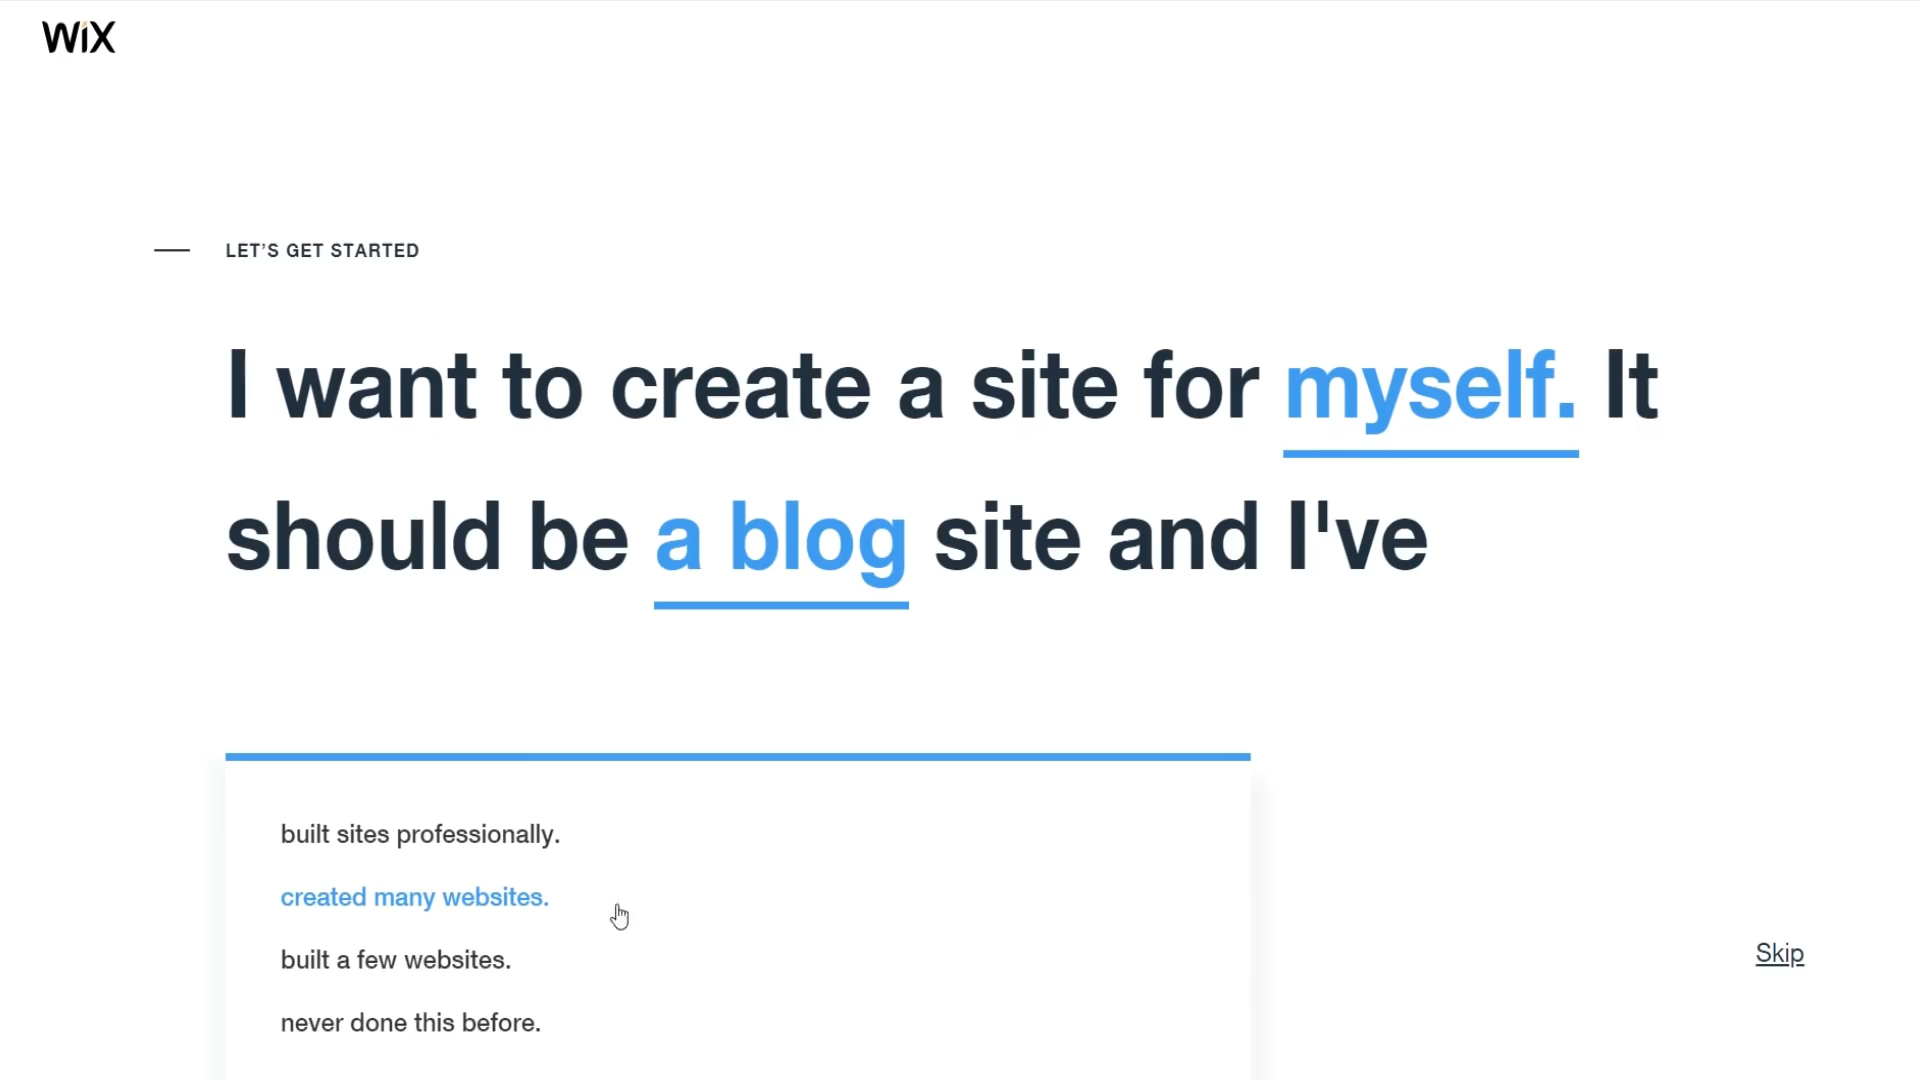 WiX
LET’S GET STARTED
I want to create a site for myself. It
should be a blog site and I've
built sites professionally.
created many websites.
built a few websites.
never done this before.
Skip